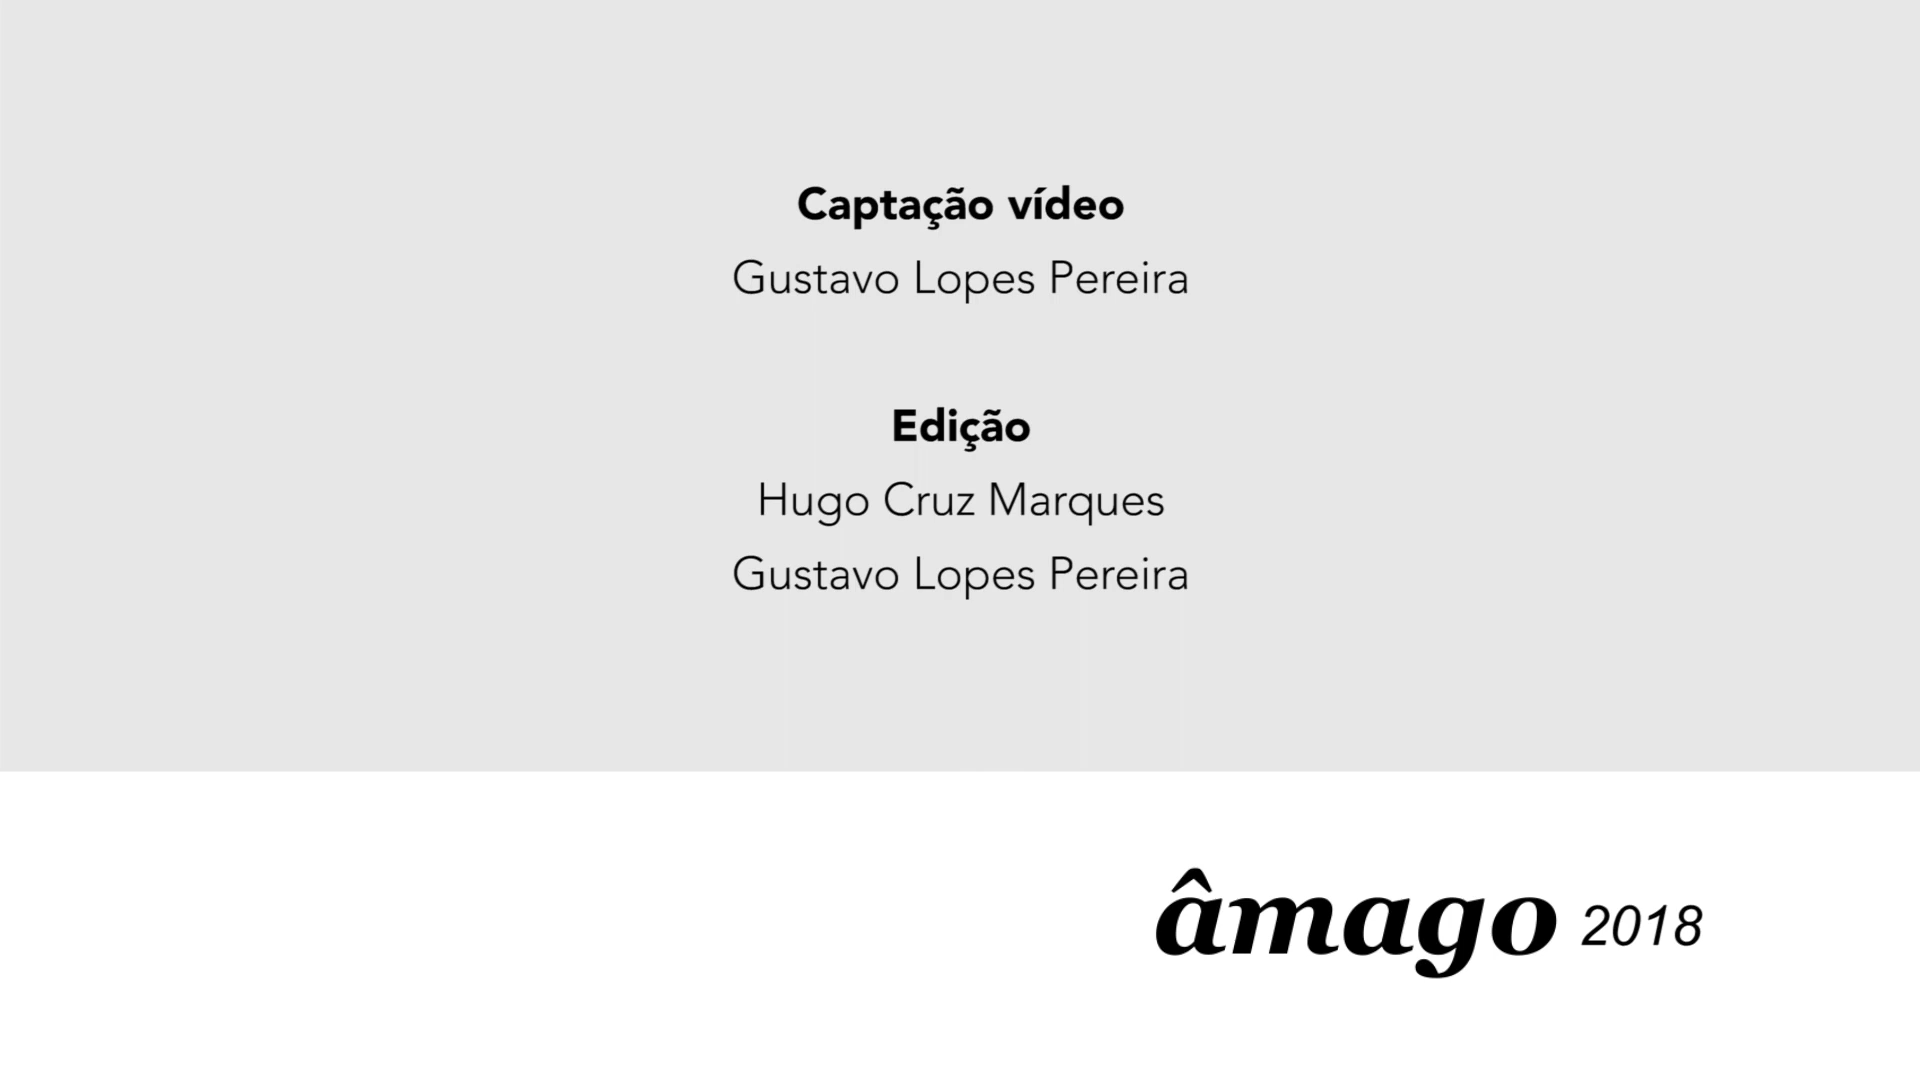 Captação vídeo
Gustavo Lopes Pereira
Edição
Hugo Cruz Marques
Gustavo Lopes Pereira
âmago 2018